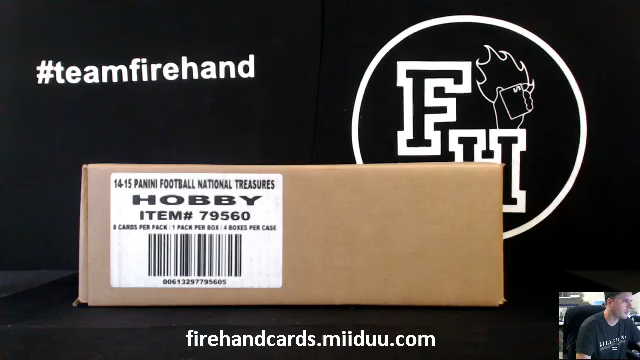 #teamfirehand
FH
14-15 PANINI FOOTBALL NATIONAL TREASURES
HOBBY
ITEM# 79560
8 CARDS PER PACK / 1 PACK PER BOX / 4 BOXES PER CASE
00613297795605
firehandcards.miiduu.com